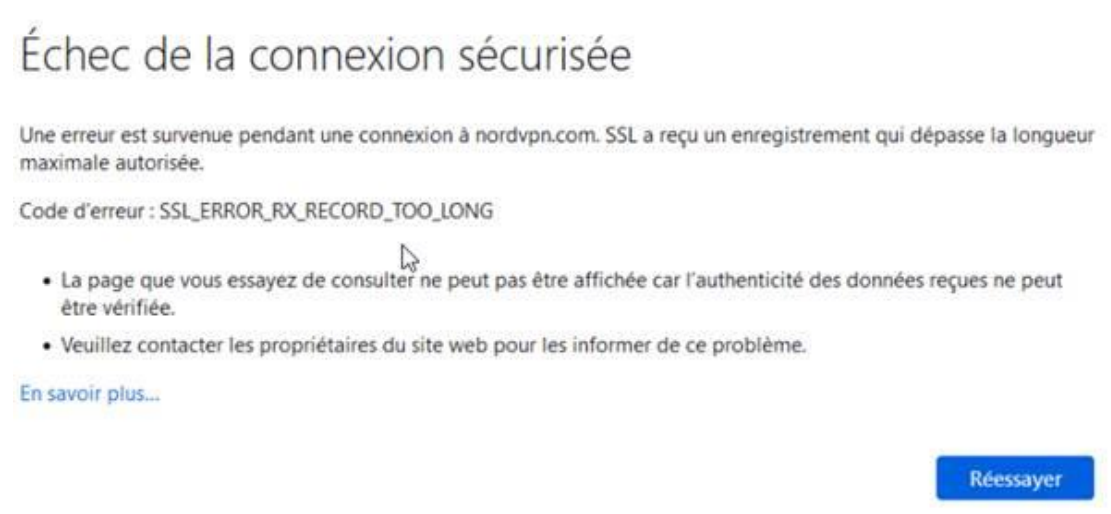 Échec de la connexion sécurisée
Une erreur est survenue pendant une connexion à nordvpn.com. SSL a reçu un enregistrement qui dépasse la longueur
maximale autorisée.
Code d'erreur : SSL_ERROR_RX_RECORD_TOO_LONG
• La page que vous essayez de consulter ne peut pas être affichée car l'authenticité des données reçues ne peut
être vérifiée.
• Veuillez contacter les propriétaires du site web pour les informer de ce problème.
En savoir plus...
Réessayer